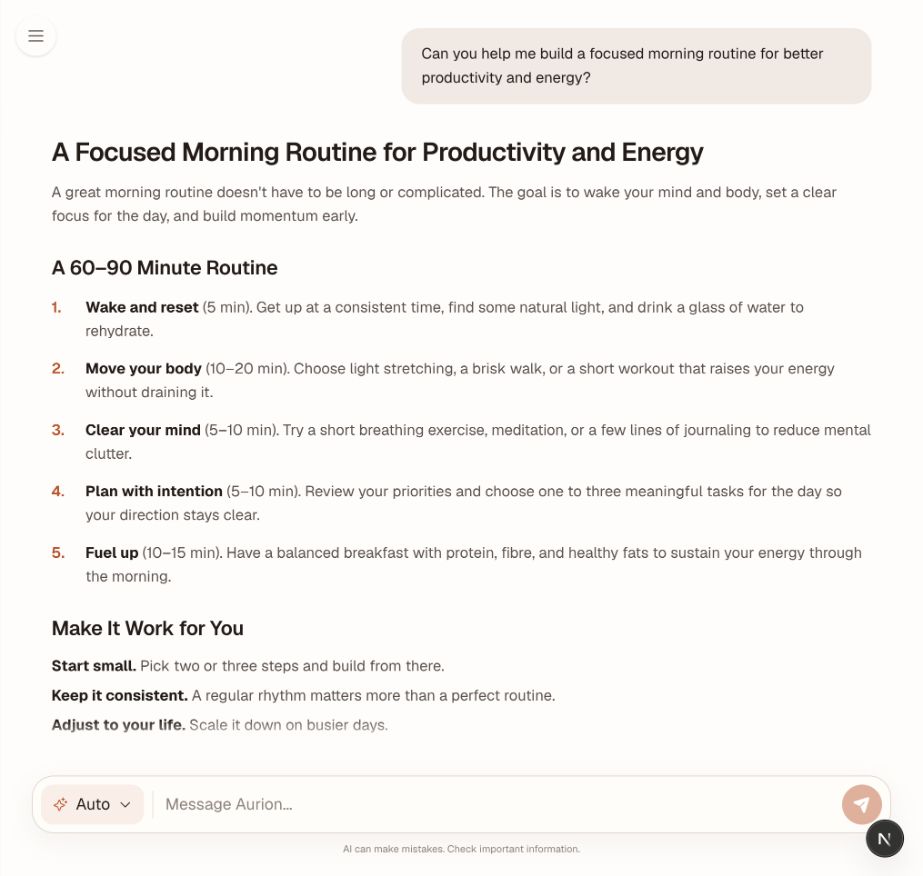 Can you help me build a focused morning routine for better
productivity and energy?
A Focused Morning Routine for Productivity and Energy
A great morning routine doesn't have to be long or complicated. The goal is to wake your mind and body, set a clear
focus for the day, and build momentum early.
A 60–90 Minute Routine
1. Wake and reset (5 min). Get up at a consistent time, find some natural light, and drink a glass of water to
rehydrate.
2. Move your body (10–20 min). Choose light stretching, a brisk walk, or a short workout that raises your energy
without draining it.
3. Clear your mind (5–10 min). Try a short breathing exercise, meditation, or a few lines of journaling to reduce mental
clutter.
4. Plan with intention (5–10 min). Review your priorities and choose one to three meaningful tasks for the day so
your direction stays clear.
5. Fuel up (10–15 min). Have a balanced breakfast with protein, fibre, and healthy fats to sustain your energy through
the morning.
Make It Work for You
Start small. Pick two or three steps and build from there.
Keep it consistent. A regular rhythm matters more than a perfect routine.
Adjust to your life. Scale it down on busier days.
Auto
Message Aurion...
N
AI can make mistakes. Check important information.